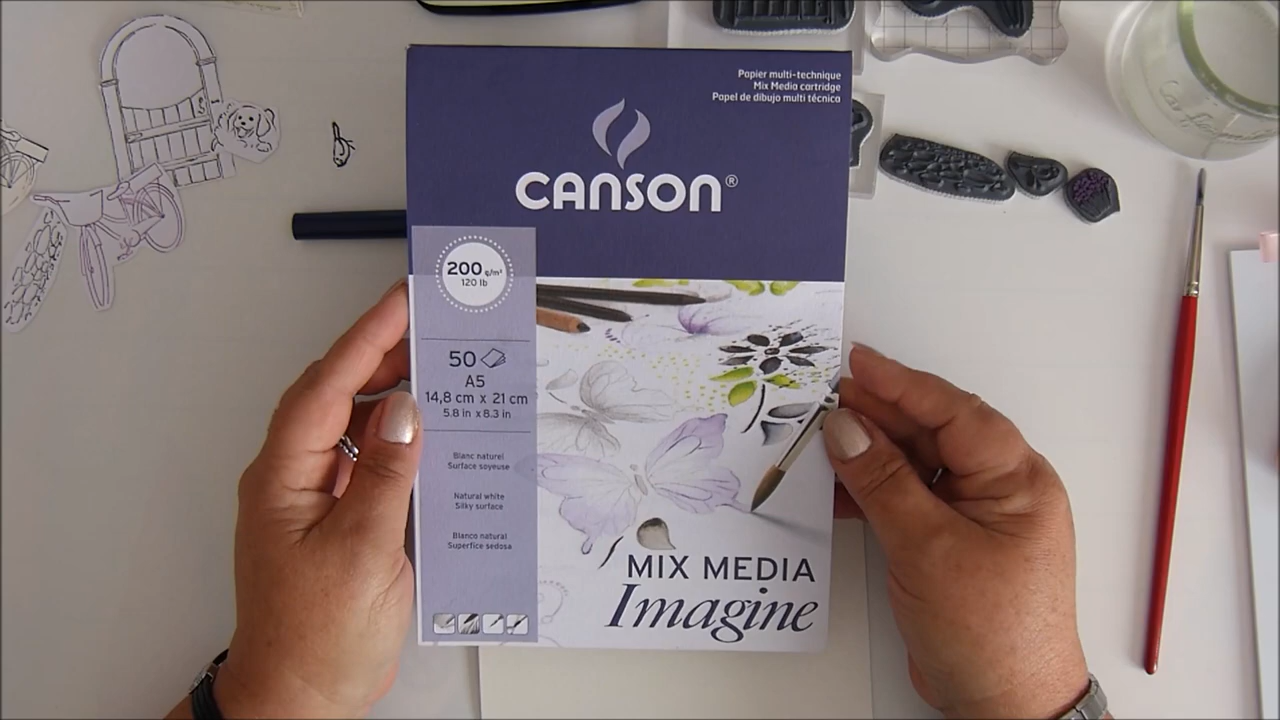 Papier multi-technique
Mix Media cartridge
Papel de dibujo multi técnica
CANSON®
200 g/m²
120 lb
50
A5
14,8 cm x 21 cm
5.8 in x 8.3 in
Blanc naturel
Surface soyeuse
Natural white
Silky surface
Blanco natural
Superfice sedosa
MIX MEDIA
Imagine